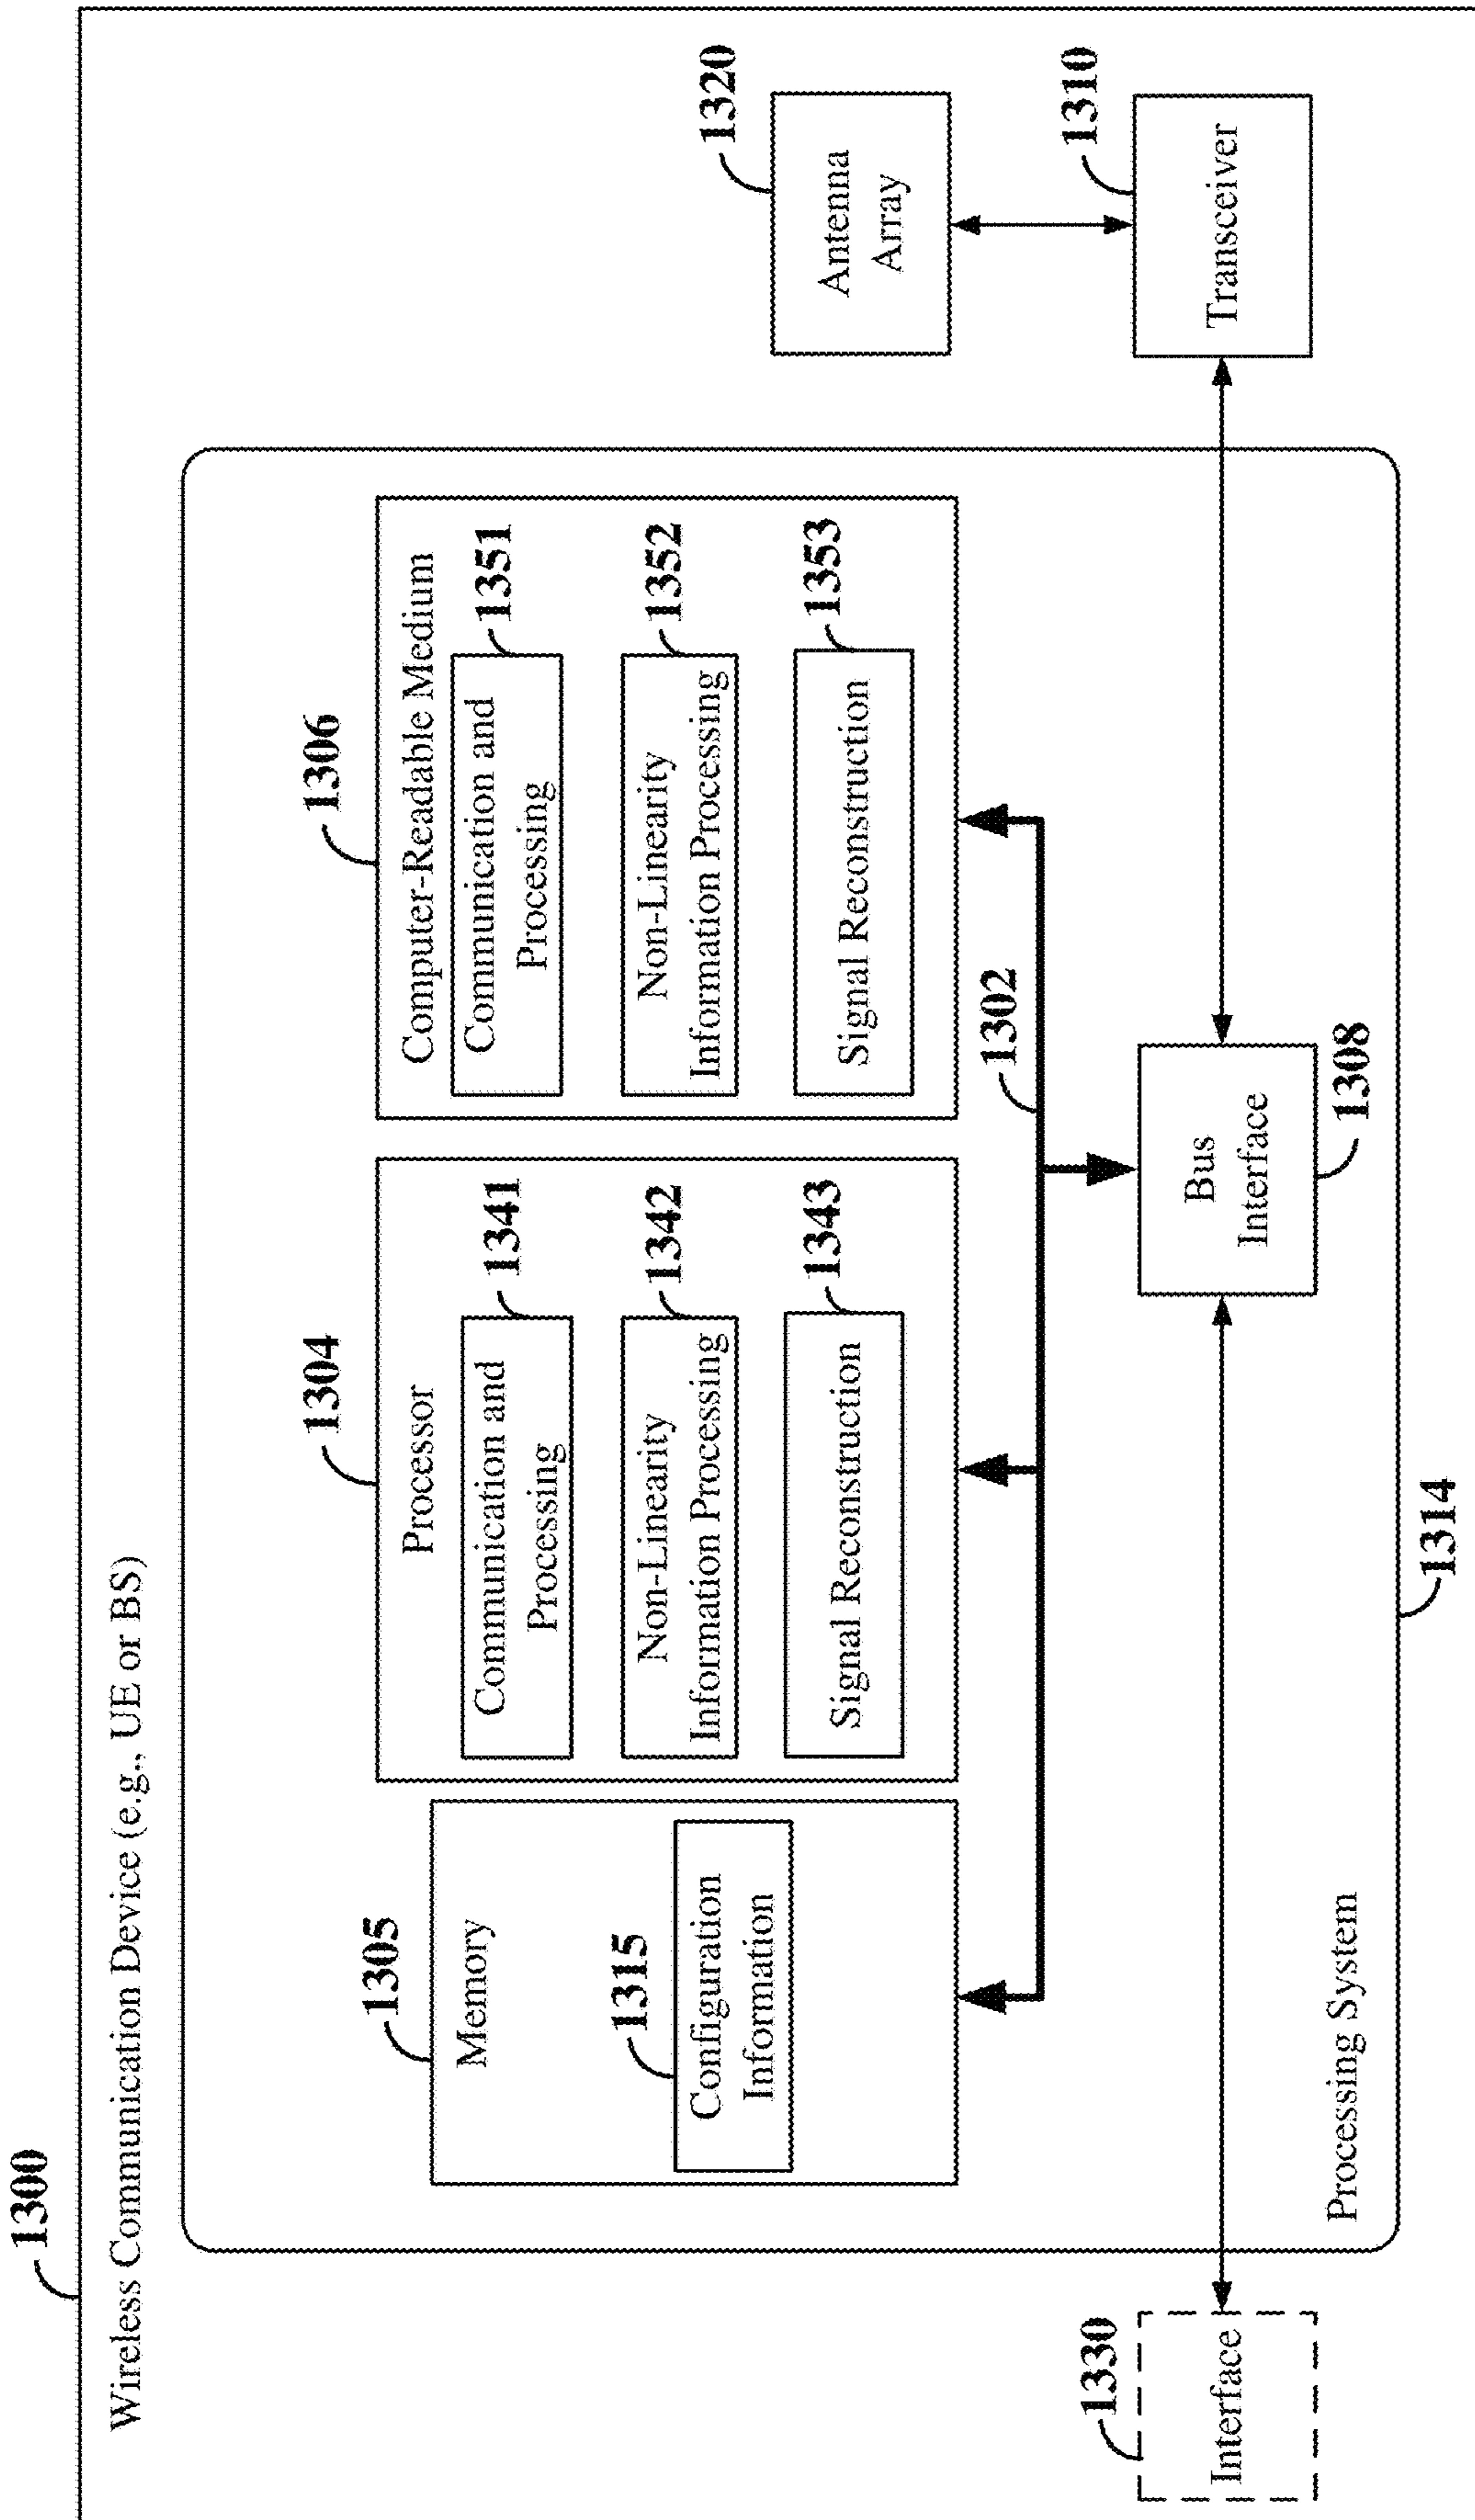 1300
Wireless Communication Device (e.g., UE or BS)
1305
Memory
1315
Configuration
Information
1304
Processor
1341
Communication and
Processing
1342
Non-Linearity
Information Processing
1343
Signal Reconstruction
1306
Computer-Readable Medium
1351
Communication and
Processing
1352
Non-Linearity
Information Processing
1353
Signal Reconstruction
1302
1320
Antenna
Array
1330
Interface
Bus
Interface
1308
1310
Transceiver
Processing System
1314